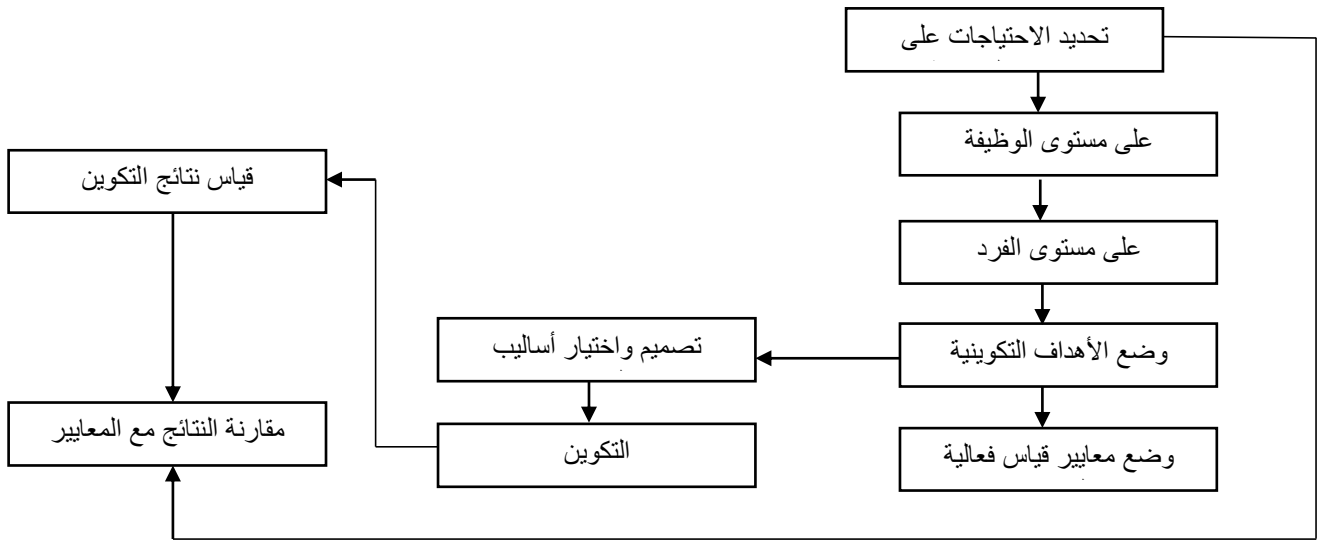 تحديد الاحتياجات على
على مستوى الوظيفة
على مستوى الفرد
وضع الأهداف التكوينية
وضع معايير قياس فعالية
تصميم واختيار أساليب
التكوين
قياس نتائج التكوين
مقارنة النتائج مع المعايير